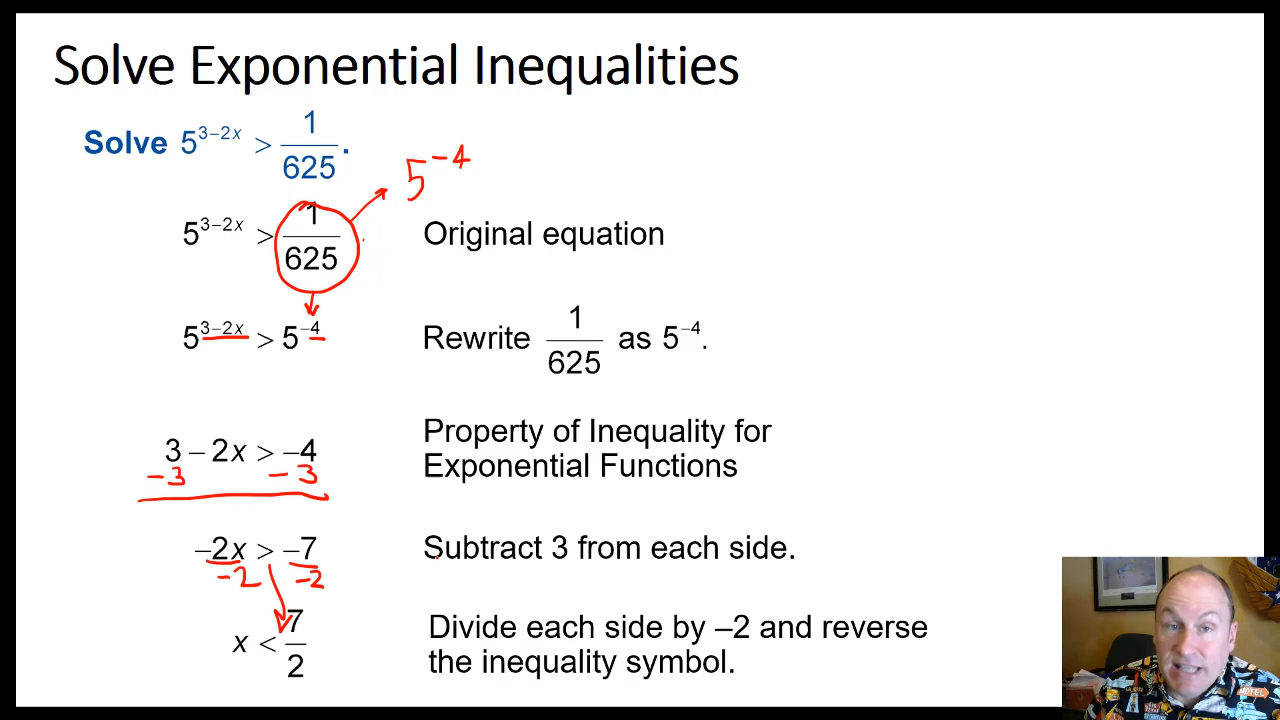 Solve Exponential Inequalities
Solve 5^{3–2x} > 1/625.
5^{–4}
5^{3–2x} > 1/625 Original equation
5^{3–2x} > 5^{–4} Rewrite 1/625 as 5^{–4}.
3 – 2x > –4 Property of Inequality for
–3 –3 Exponential Functions
–2x > –7 Subtract 3 from each side.
–2 –2
x < 7/2 Divide each side by –2 and reverse
the inequality symbol.
MOTEL